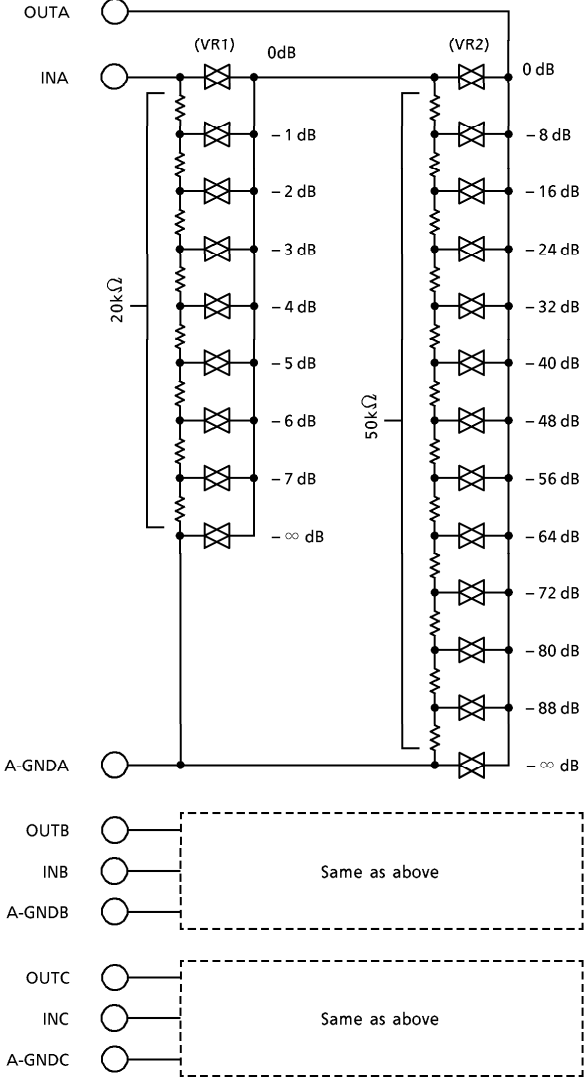 OUTA
(VR1) (VR2)
INA 0dB 0 dB
– 1 dB – 8 dB
– 2 dB – 16 dB
– 3 dB – 24 dB
20kΩ – 4 dB – 32 dB
– 5 dB – 40 dB
50kΩ – 6 dB – 48 dB
– 7 dB – 56 dB
– ∞ dB – 64 dB
– 72 dB
– 80 dB
– 88 dB
A-GNDA – ∞ dB
OUTB
INB Same as above
A-GNDB
OUTC
INC Same as above
A-GNDC